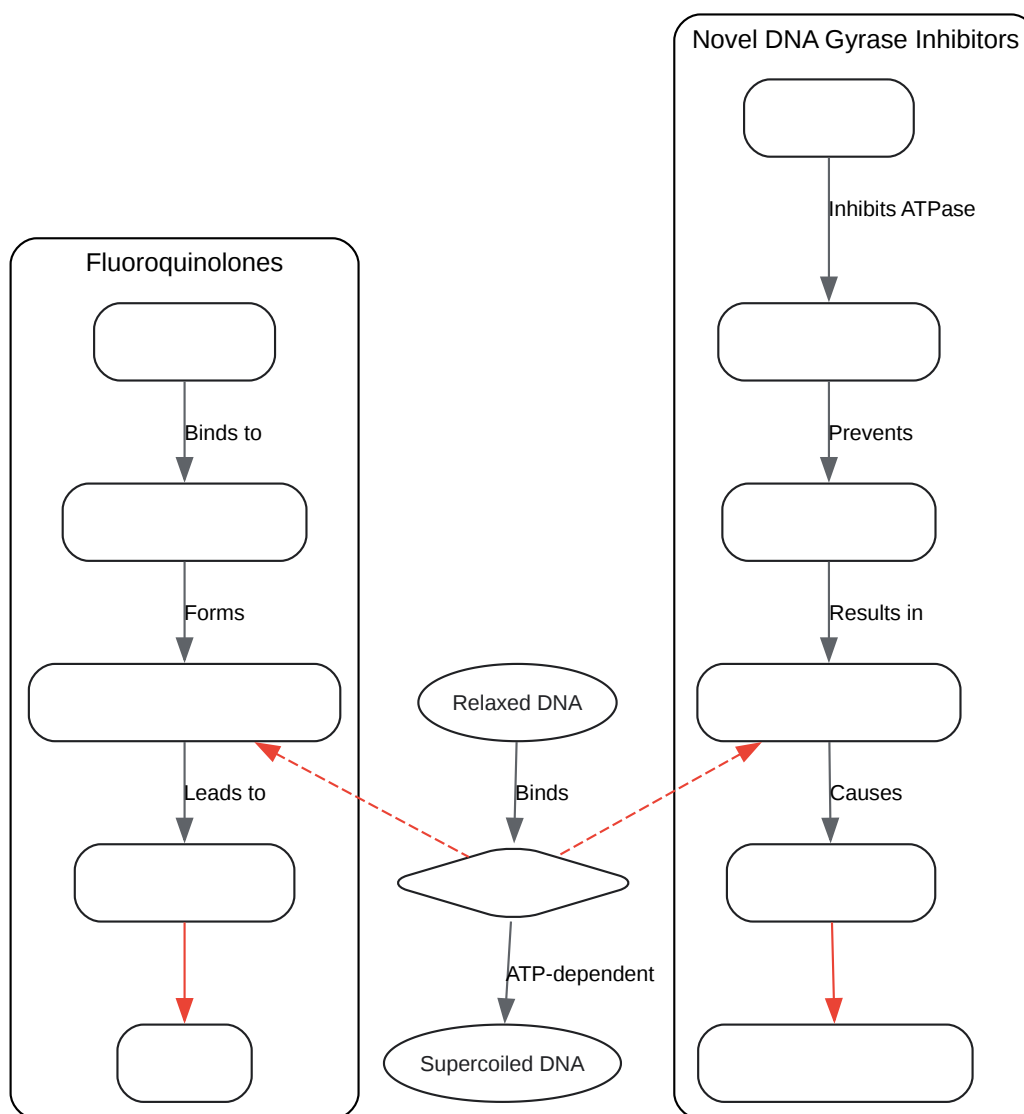 Novel DNA Gyrase Inhibitors
Inhibits ATPase
Fluoroquinolones
Binds to
Prevents
Forms
Results in
Relaxed DNA
Leads to
Binds
Causes
ATP-dependent
Supercoiled DNA